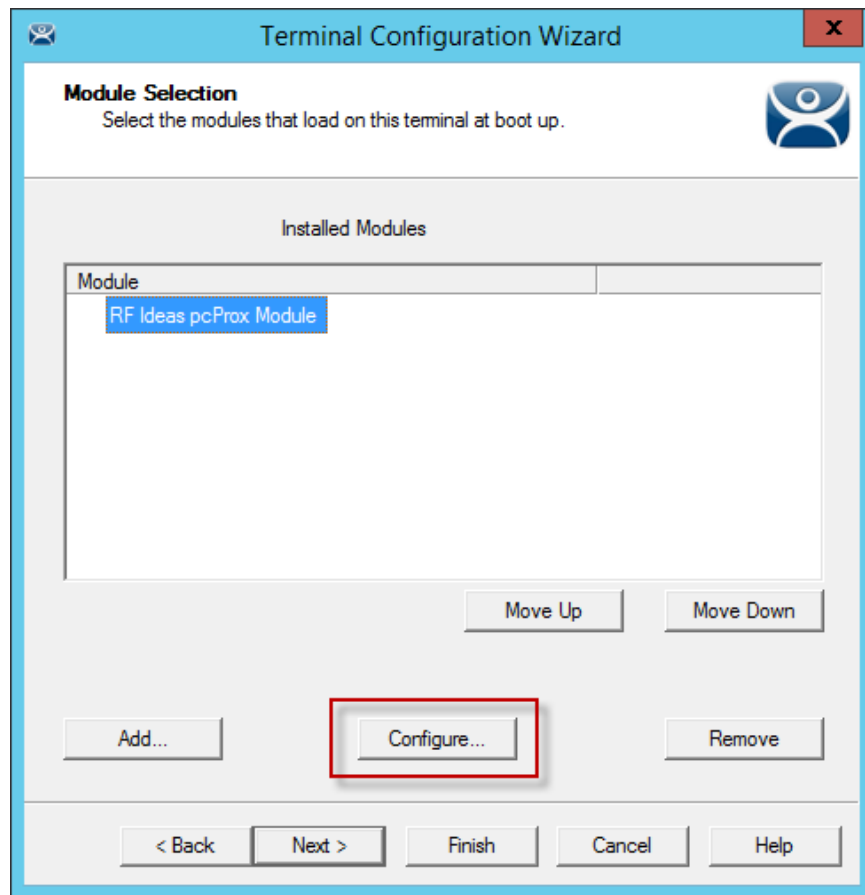 Terminal Configuration Wizard
x
Module Selection
Select the modules that load on this terminal at boot up.
Installed Modules
Module
RF Ideas pcProx Module
Move Up Move Down
Add... Configure... Remove
< Back Next > Finish Cancel Help